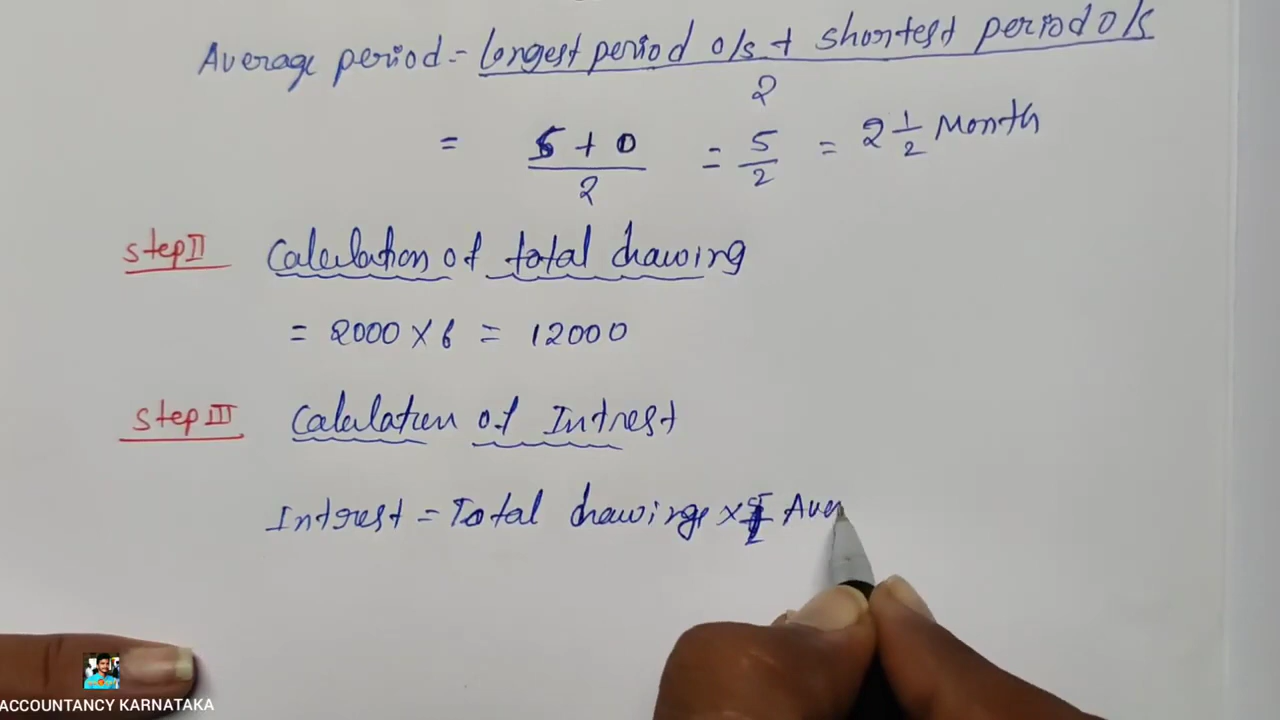 Average period = longest period o/s + shortest period o/s
2
= 5 + 0 = 5 = 2 1/2 Month
2 2
step II Calculation of total drawing
= 2000 × 6 = 12000
step III Calculation of Intrest
Intrest = Total drawings × Aver
ACCOUNTANCY KARNATAKA